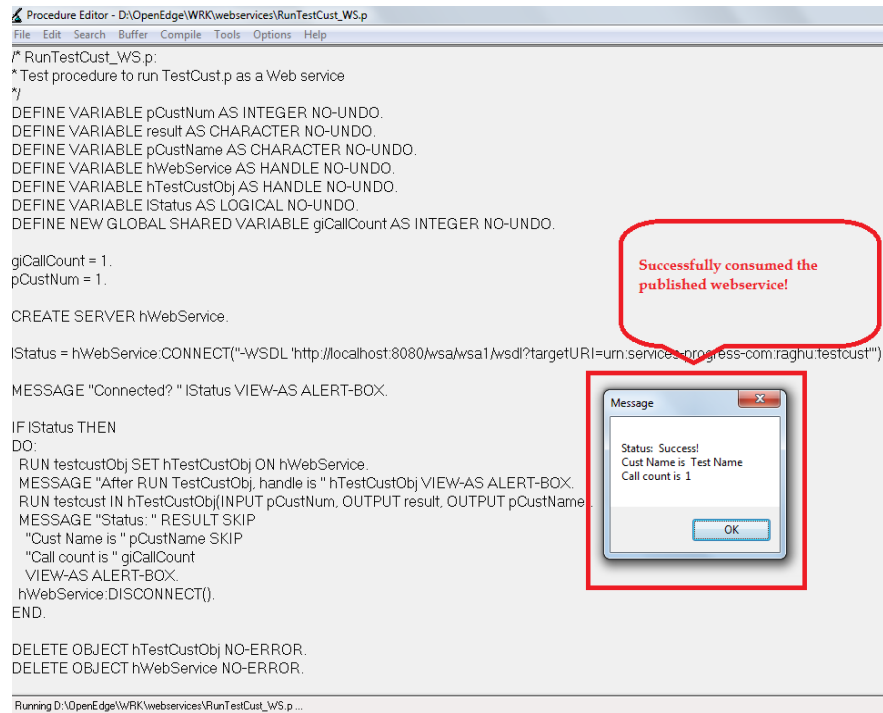 Procedure Editor - D:\OpenEdge\WRK\webservices\RunTestCust_WS.p
File Edit Search Buffer Compile Tools Options Help
/* RunTestCust_WS.p:
* Test procedure to run TestCust.p as a Web service
*/
DEFINE VARIABLE pCustNum AS INTEGER NO-UNDO.
DEFINE VARIABLE result AS CHARACTER NO-UNDO.
DEFINE VARIABLE pCustName AS CHARACTER NO-UNDO.
DEFINE VARIABLE hWebService AS HANDLE NO-UNDO.
DEFINE VARIABLE hTestCustObj AS HANDLE NO-UNDO.
DEFINE VARIABLE lStatus AS LOGICAL NO-UNDO.
DEFINE NEW GLOBAL SHARED VARIABLE giCallCount AS INTEGER NO-UNDO.
giCallCount = 1.
pCustNum = 1.
Successfully consumed the
published webservice!
CREATE SERVER hWebService.
lStatus = hWebService:CONNECT("-WSDL 'http://localhost:8080/wsa/wsa1/wsdl?targetURI=urn:services-progress-com:raghu:testcust'")
MESSAGE "Connected? " lStatus VIEW-AS ALERT-BOX.
IF lStatus THEN
DO:
RUN testcustObj SET hTestCustObj ON hWebService.
MESSAGE "After RUN TestCustObj, handle is " hTestCustObj VIEW-AS ALERT-BOX.
RUN testcust IN hTestCustObj(INPUT pCustNum, OUTPUT result, OUTPUT pCustName).
MESSAGE "Status: " RESULT SKIP
"Cust Name is " pCustName SKIP
"Call count is " giCallCount
VIEW-AS ALERT-BOX.
hWebService:DISCONNECT().
END.
DELETE OBJECT hTestCustObj NO-ERROR.
DELETE OBJECT hWebService NO-ERROR.
Message
Status: Success!
Cust Name is Test Name
Call count is 1
OK
Running D:\OpenEdge\WRK\webservices\RunTestCust_WS.p ...